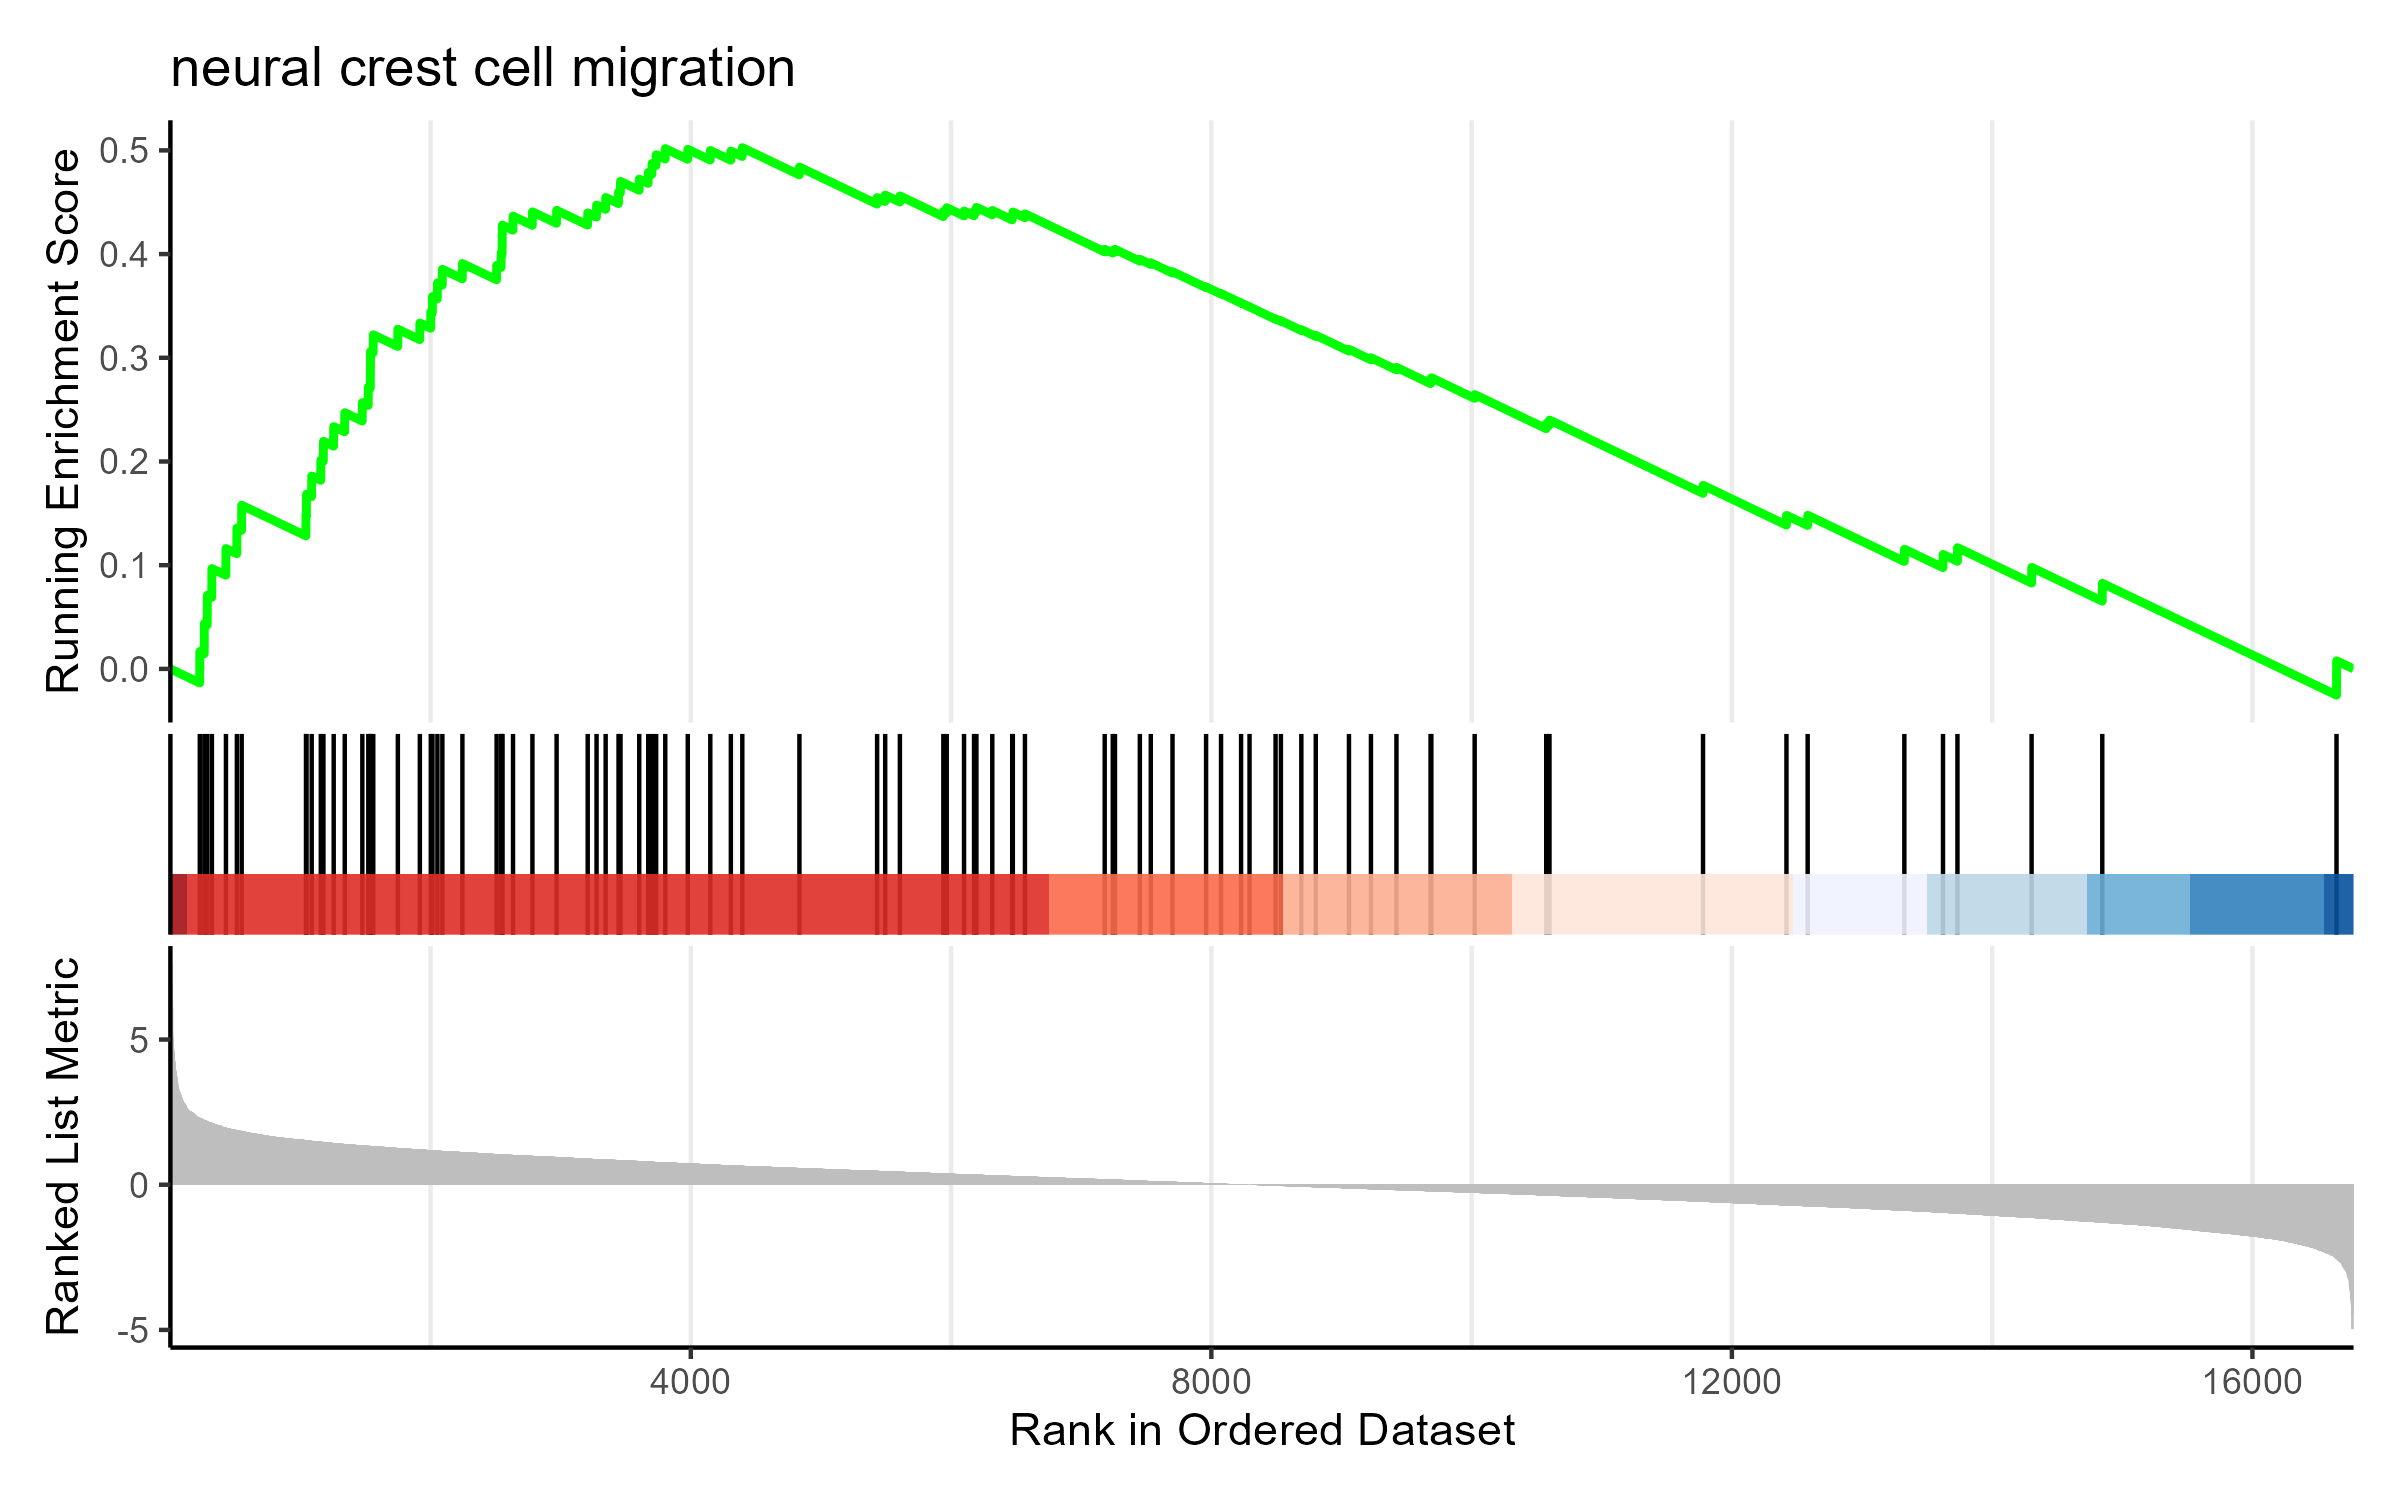 neural crest cell migration
Running Enrichment Score
0.5
0.4
0.3
0.2
0.1
0.0
Ranked List Metric
5
0
-5
4000 8000 12000 16000
Rank in Ordered Dataset